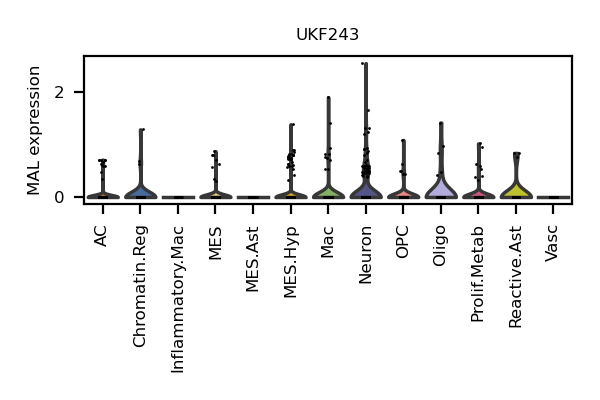 UKF243
MAL expression
2
0
AC
Chromatin.Reg
Inflammatory.Mac
MES
MES.Ast
MES.Hyp
Mac
Neuron
OPC
Oligo
Prolif.Metab
Reactive.Ast
Vasc